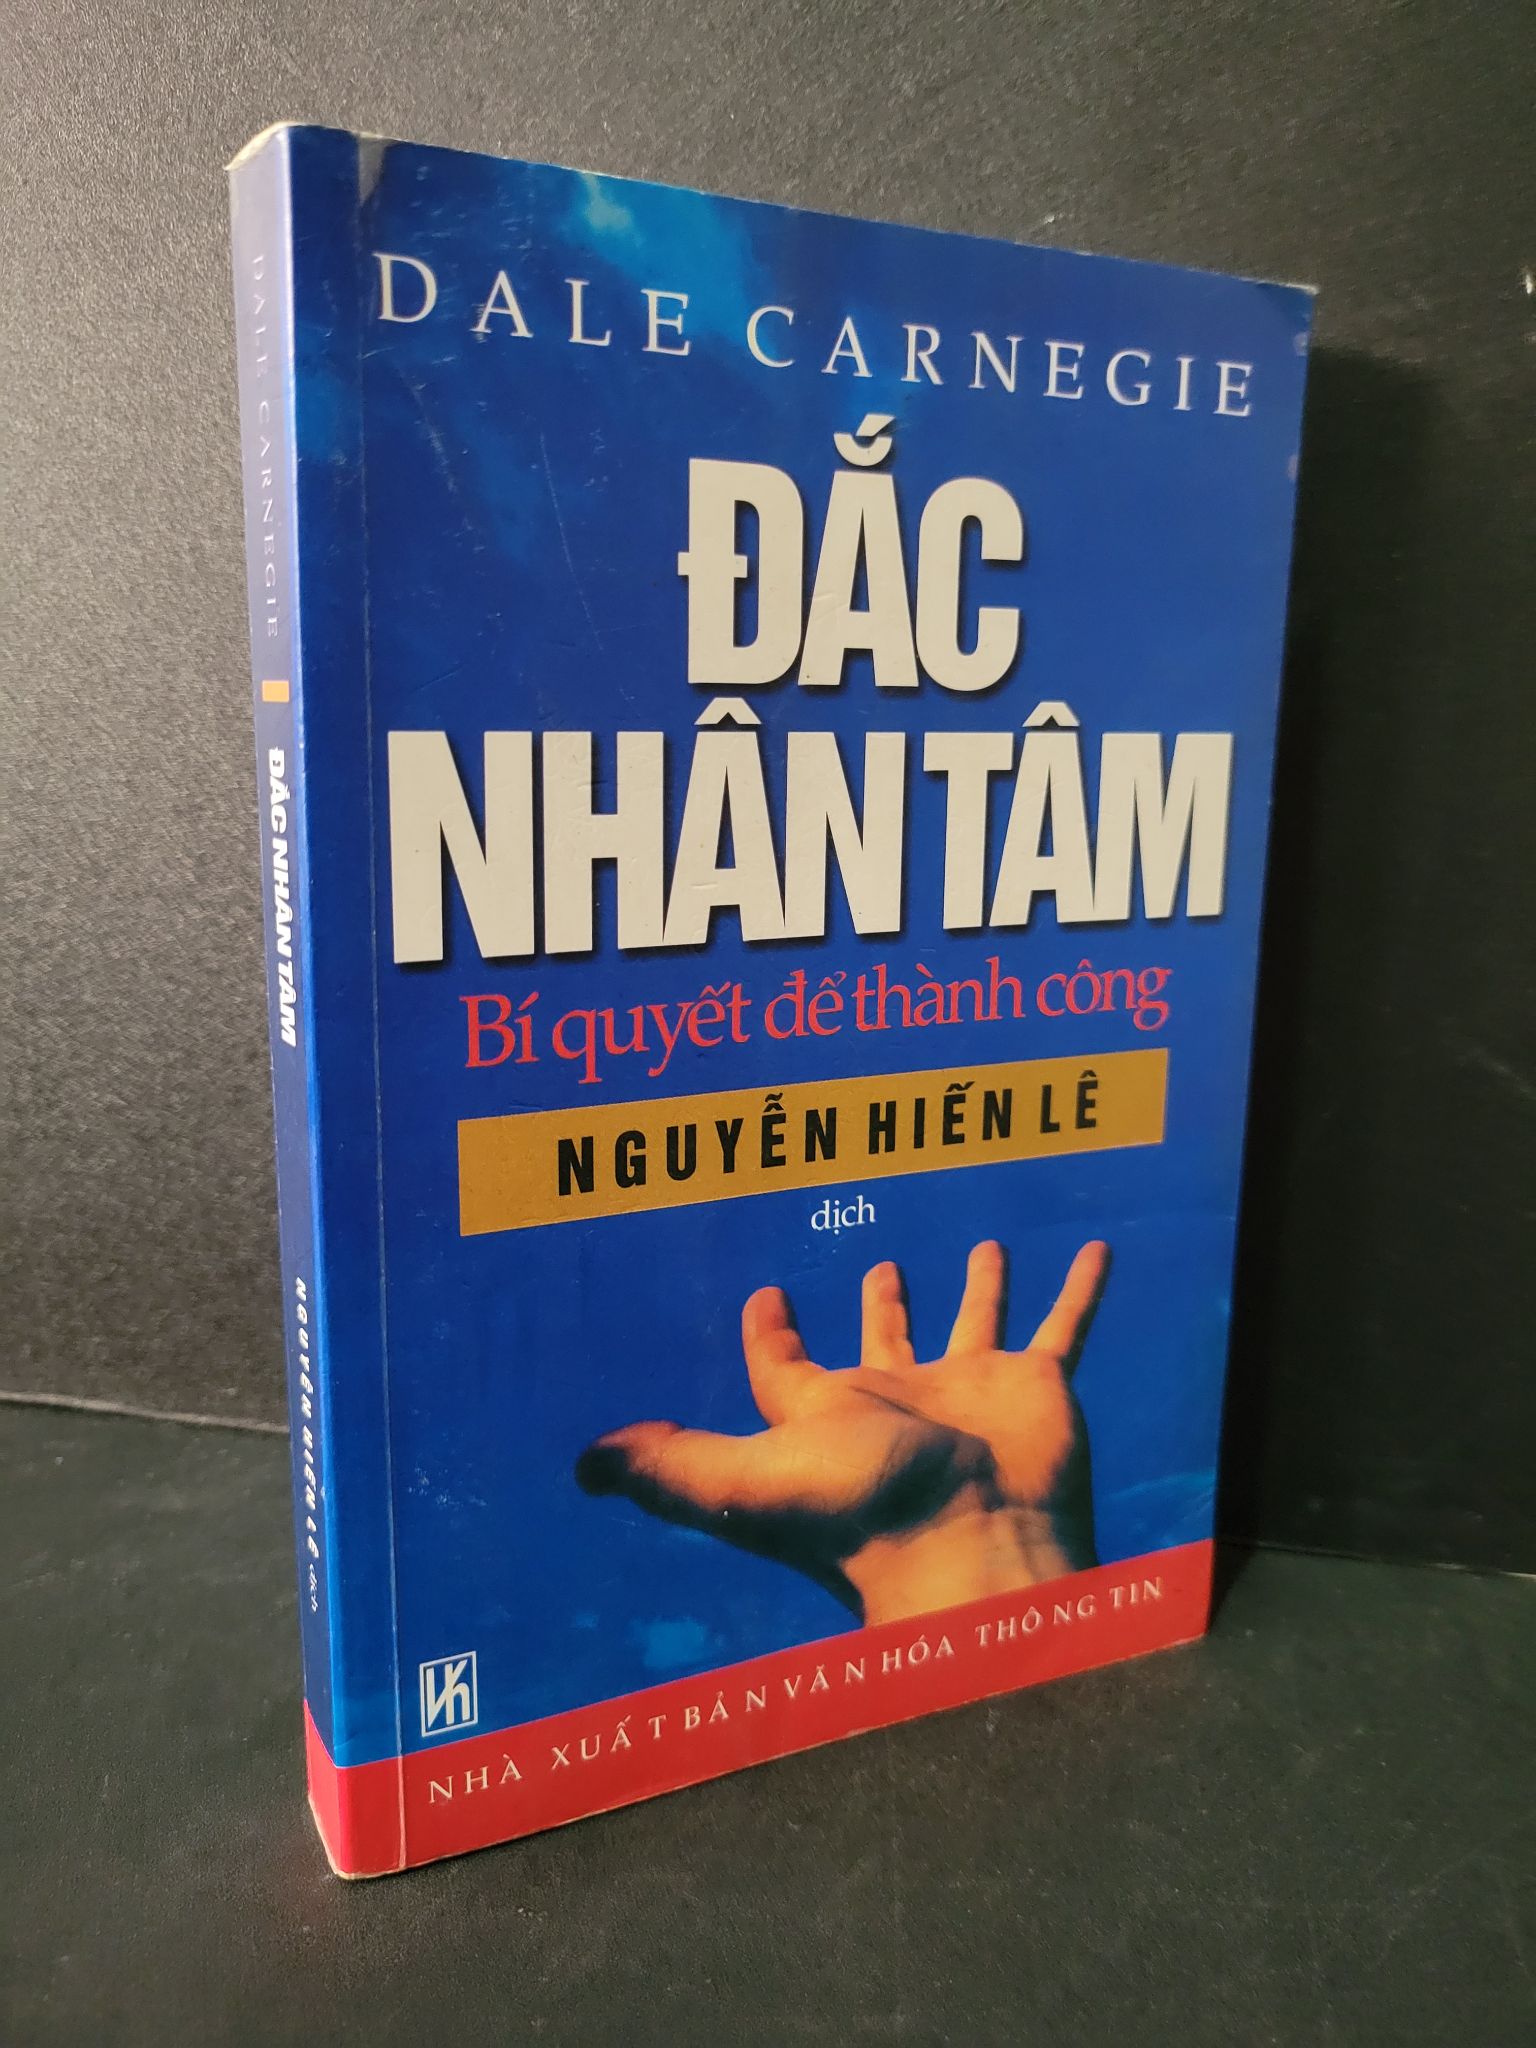 DALE CARNEGIE
ĐẮC
NHÂN TÂM
Bí quyết để thành công
NGUYỄN HIẾN LÊ
dịch
NHÀ XUẤT BẢN VĂN HÓA THÔNG TIN
DALE CARNEGIE
ĐẮC NHÂN TÂM
NGUYỄN HIẾN LÊ dịch